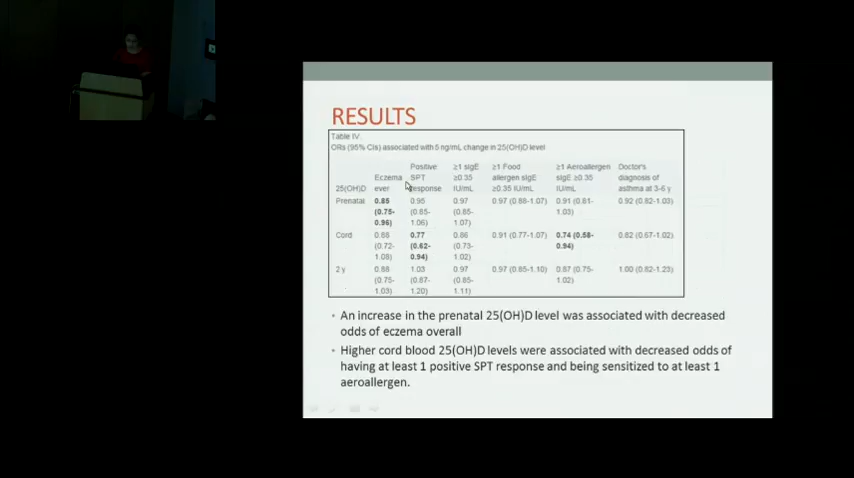 RESULTS
Table IV.
ORs (95% CIs) associated with 5 ng/mL change in 25(OH)D level
25(OH)D Eczema ever Positive SPT response ≥1 sIgE ≥0.35 IU/mL ≥1 Food allergen sIgE ≥0.35 IU/mL ≥1 Aeroallergen sIgE ≥0.35 IU/mL Doctor's diagnosis of asthma at 3-6 y
Prenatal 0.85 (0.75-0.96) 0.95 (0.85-1.06) 0.97 (0.85-1.07) 0.97 (0.88-1.07) 0.91 (0.81-1.03) 0.92 (0.82-1.03)
Cord 0.88 (0.72-1.08) 0.77 (0.62-0.94) 0.86 (0.73-1.02) 0.91 (0.77-1.07) 0.74 (0.58-0.94) 0.82 (0.67-1.02)
2 y 0.88 (0.75-1.03) 1.03 (0.87-1.20) 0.97 (0.85-1.11) 0.97 (0.85-1.10) 0.87 (0.75-1.02) 1.00 (0.82-1.23)
• An increase in the prenatal 25(OH)D level was associated with decreased
odds of eczema overall
• Higher cord blood 25(OH)D levels were associated with decreased odds of
having at least 1 positive SPT response and being sensitized to at least 1
aeroallergen.